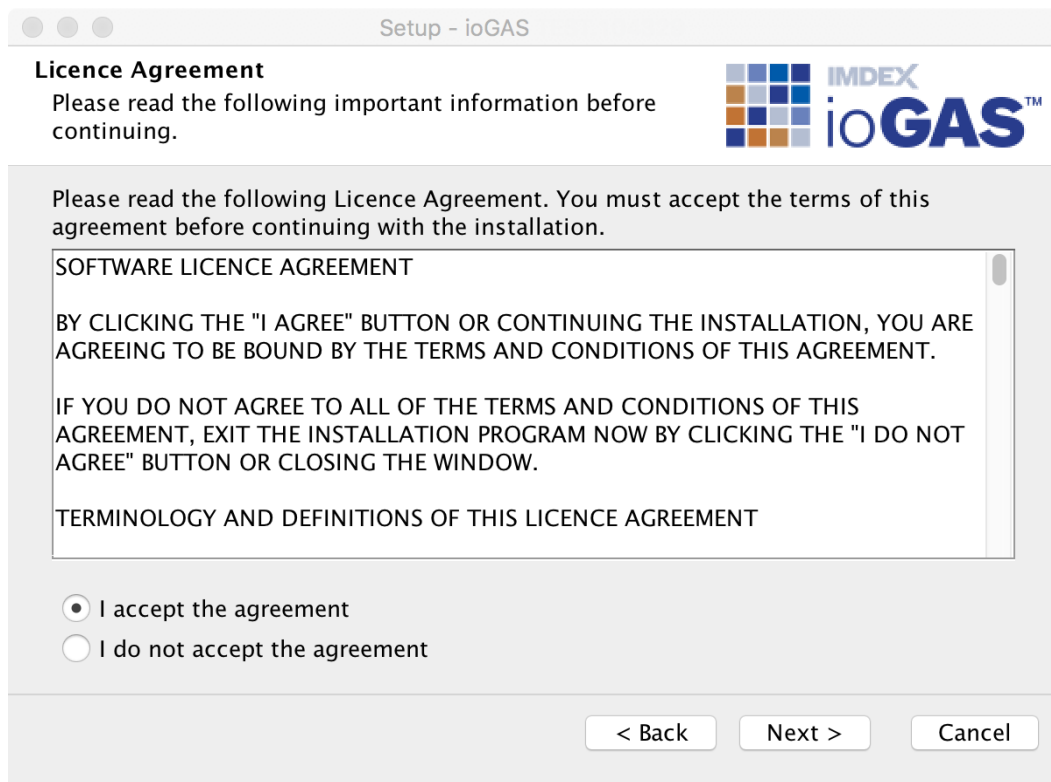 Setup - ioGAS
Licence Agreement
Please read the following important information before
continuing.
IMDEX
ioGAS™
Please read the following Licence Agreement. You must accept the terms of this
agreement before continuing with the installation.
SOFTWARE LICENCE AGREEMENT
BY CLICKING THE "I AGREE" BUTTON OR CONTINUING THE INSTALLATION, YOU ARE
AGREEING TO BE BOUND BY THE TERMS AND CONDITIONS OF THIS AGREEMENT.
IF YOU DO NOT AGREE TO ALL OF THE TERMS AND CONDITIONS OF THIS
AGREEMENT, EXIT THE INSTALLATION PROGRAM NOW BY CLICKING THE "I DO NOT
AGREE" BUTTON OR CLOSING THE WINDOW.
TERMINOLOGY AND DEFINITIONS OF THIS LICENCE AGREEMENT
I accept the agreement
I do not accept the agreement
< Back
Next >
Cancel